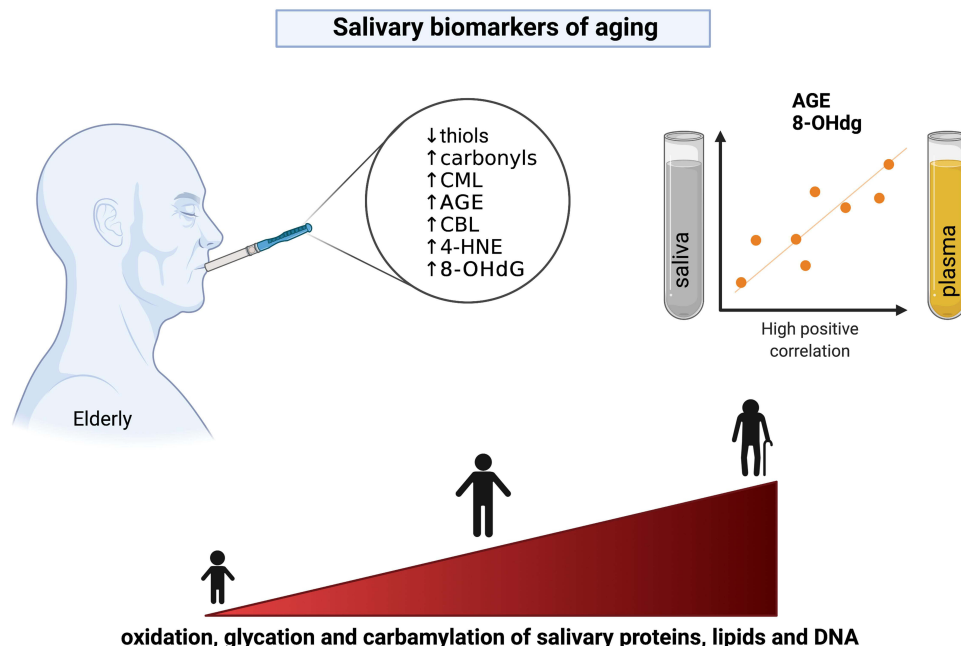 Salivary biomarkers of aging
↓thiols
↑carbonyls
↑CML
↑AGE
↑CBL
↑4-HNE
↑8-OHdG
Elderly
AGE
8-OHdg
saliva
plasma
High positive
correlation
oxidation, glycation and carbamylation of salivary proteins, lipids and DNA